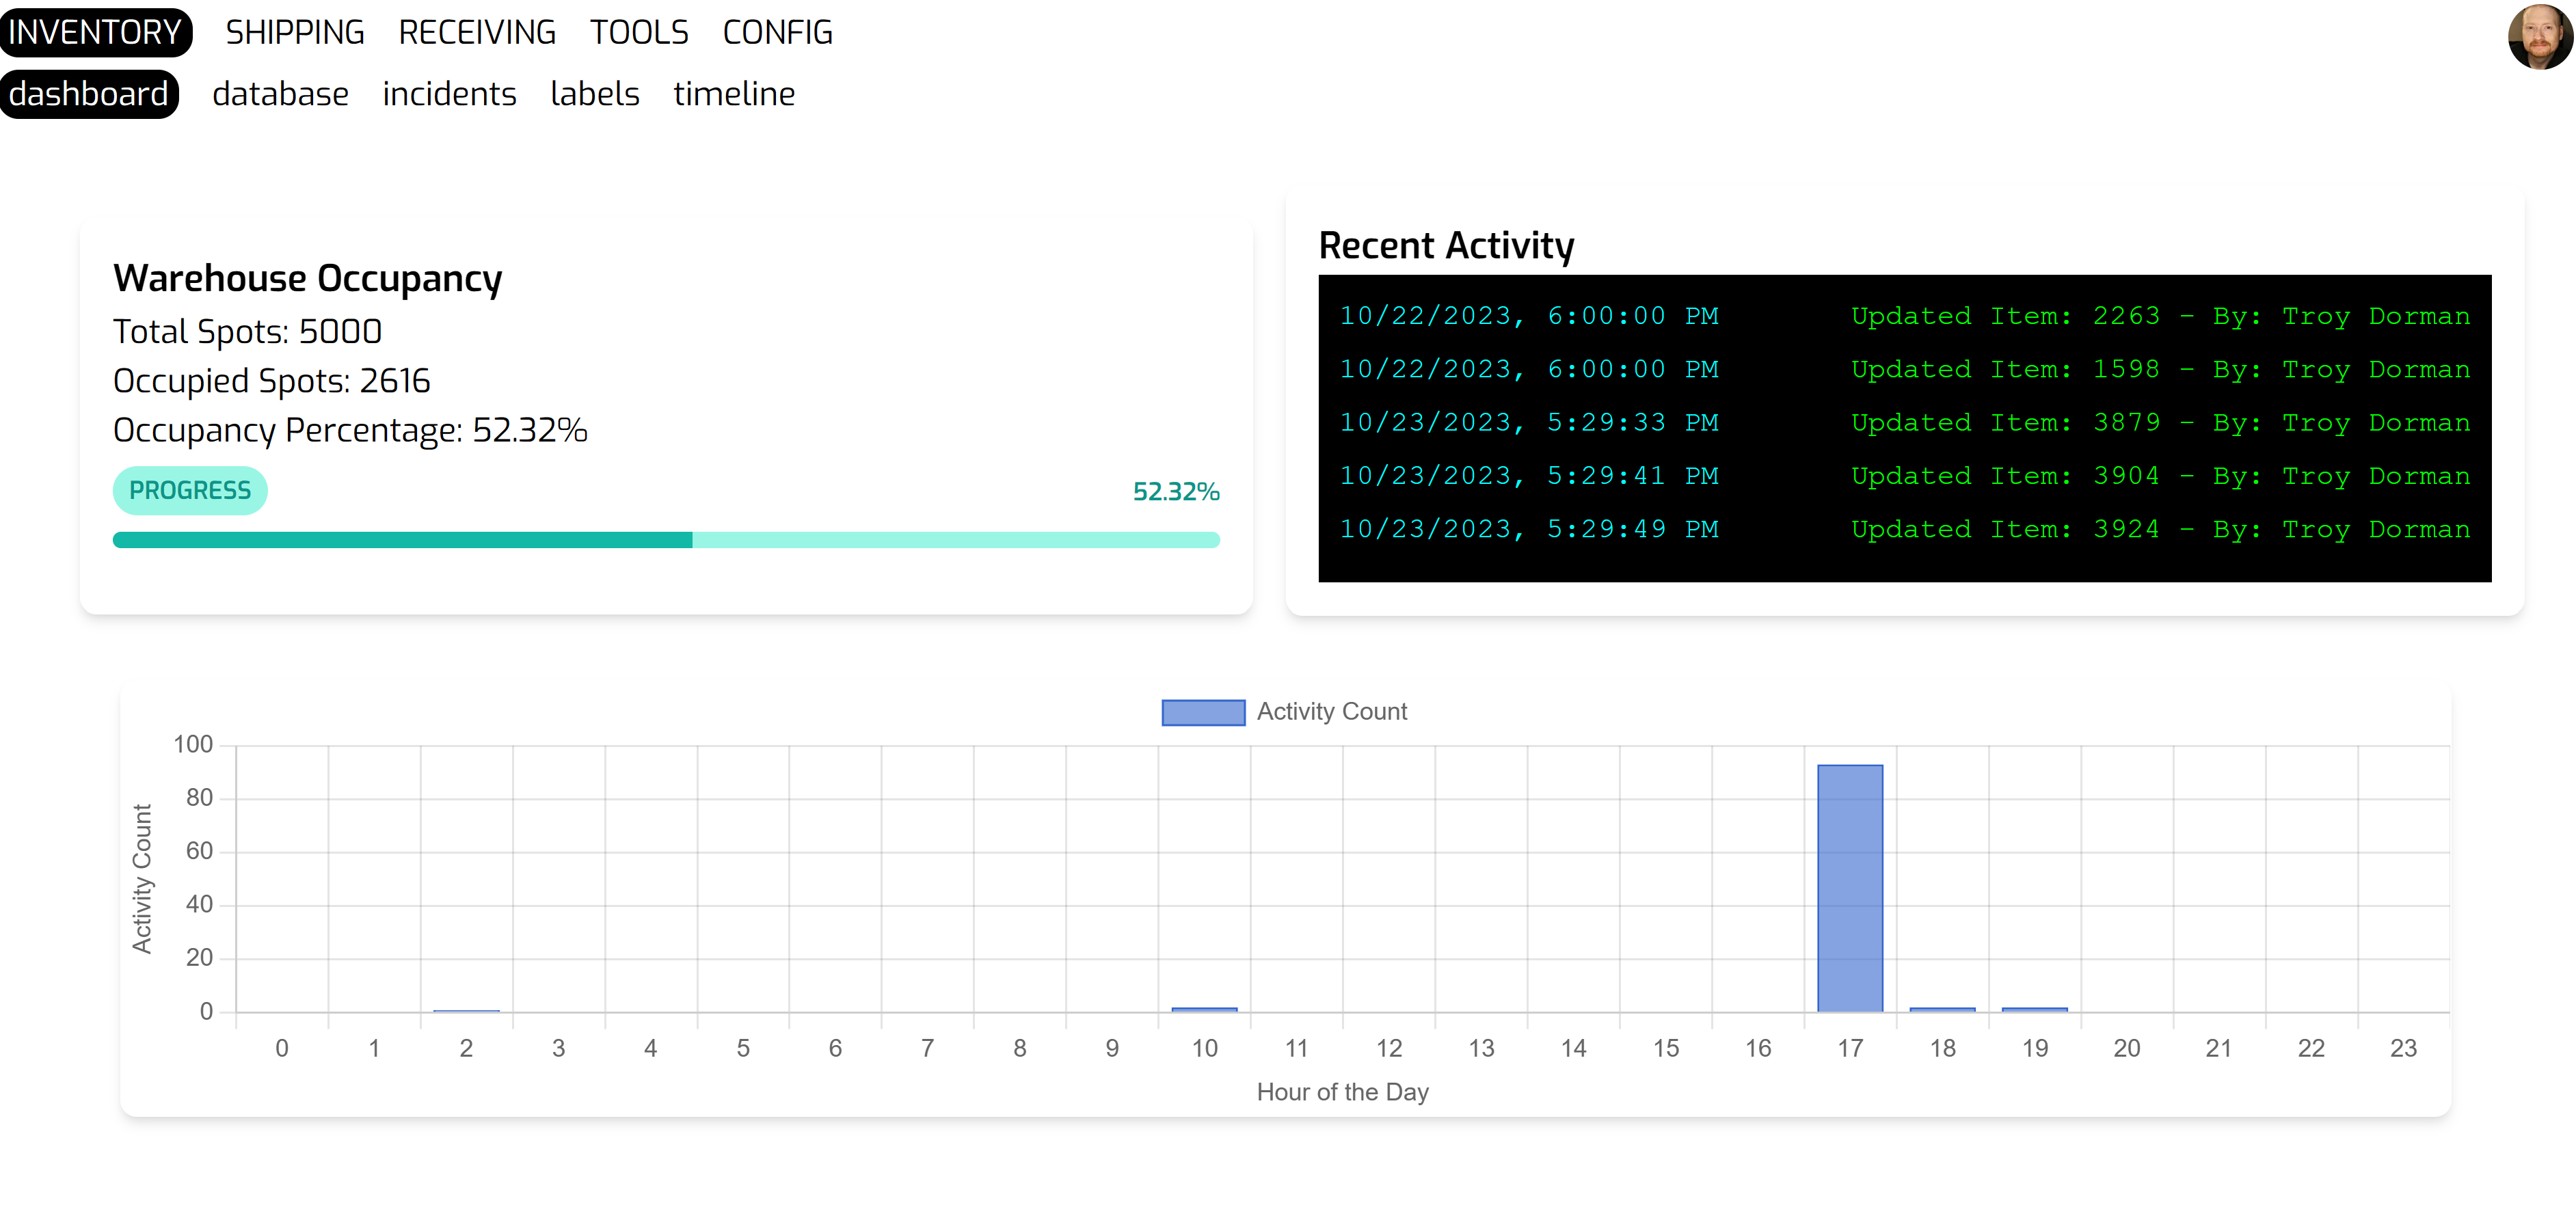 INVENTORY SHIPPING RECEIVING TOOLS CONFIG
dashboard database incidents labels timeline
Warehouse Occupancy
Total Spots: 5000
Occupied Spots: 2616
Occupancy Percentage: 52.32%
PROGRESS 52.32%
Recent Activity
10/22/2023, 6:00:00 PM Updated Item: 2263 - By: Troy Dorman
10/22/2023, 6:00:00 PM Updated Item: 1598 - By: Troy Dorman
10/23/2023, 5:29:33 PM Updated Item: 3879 - By: Troy Dorman
10/23/2023, 5:29:41 PM Updated Item: 3904 - By: Troy Dorman
10/23/2023, 5:29:49 PM Updated Item: 3924 - By: Troy Dorman
Activity Count
Activity Count
100
80
60
40
20
0
0 1 2 3 4 5 6 7 8 9 10 11 12 13 14 15 16 17 18 19 20 21 22 23
Hour of the Day